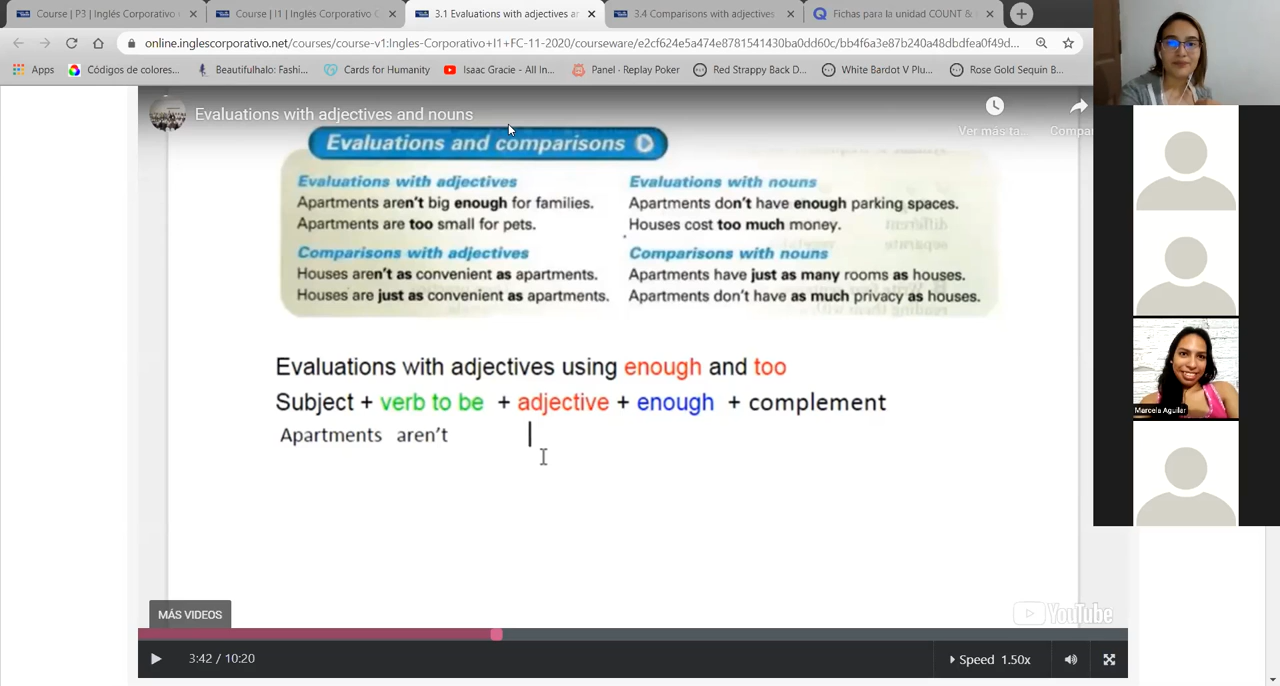 Course | P3 | Inglés Corporativo
Course | I1 | Inglés Corporativo C
3.1 Evaluations with adjectives ar
3.4 Comparisons with adjectives
Fichas para la unidad COUNT &
online.inglescorporativo.net/courses/course-v1:Ingles-Corporativo+I1+FC-11-2020/courseware/e2cf624e5a474e8781541430ba0dd60c/bb4f6a3e87b240a48dbdfea0f49d...
Apps
Códigos de colores...
Beautifulhalo: Fashi...
Cards for Humanity
Isaac Gracie - All In...
Panel · Replay Poker
Red Strappy Back D...
White Bardot V Plu...
Rose Gold Sequin B...
Evaluations with adjectives and nouns
Ver más ta...
Compar
Evaluations and comparisons
Evaluations with adjectives
Apartments aren't big enough for families.
Apartments are too small for pets.
Evaluations with nouns
Apartments don't have enough parking spaces.
Houses cost too much money.
Comparisons with adjectives
Houses aren't as convenient as apartments.
Houses are just as convenient as apartments.
Comparisons with nouns
Apartments have just as many rooms as houses.
Apartments don't have as much privacy as houses.
Evaluations with adjectives using enough and too
Subject + verb to be + adjective + enough + complement
Apartments aren't
MÁS VIDEOS
YouTube
3:42 / 10:20
Speed 1.50x
Marcela Aguilar